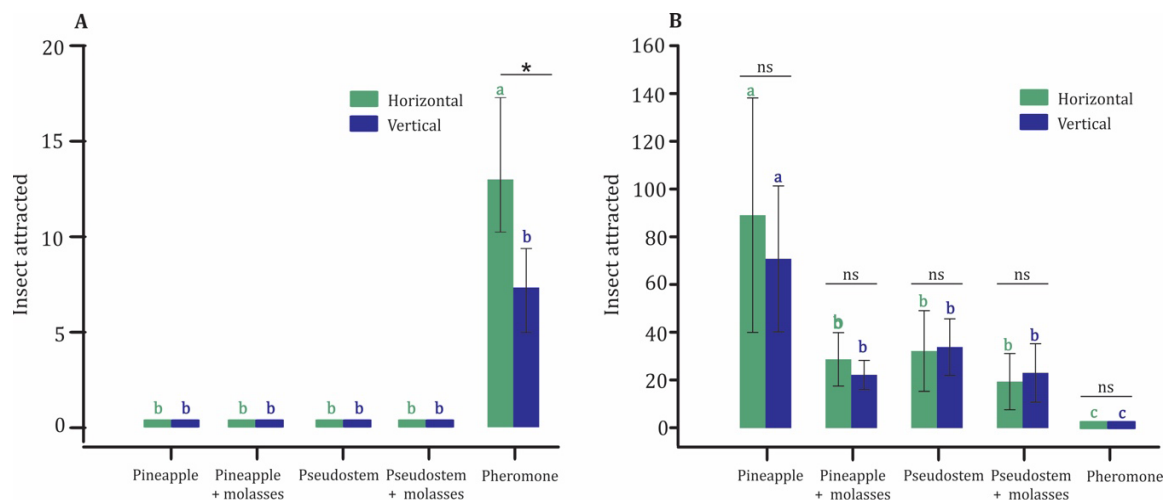 A
20
15
10
5
0
Insect attracted
Horizontal
Vertical
*
a
b
b b
b b
b b
b b
Pineapple
Pineapple
+ molasses
Pseudostem
Pseudostem
+ molasses
Pheromone
B
160
140
120
100
80
60
40
20
0
Insect attracted
Horizontal
Vertical
ns
a
a
ns
b
b
ns
b
b
ns
b
b
ns
c c
Pineapple
Pineapple
+ molasses
Pseudostem
Pseudostem
+ molasses
Pheromone